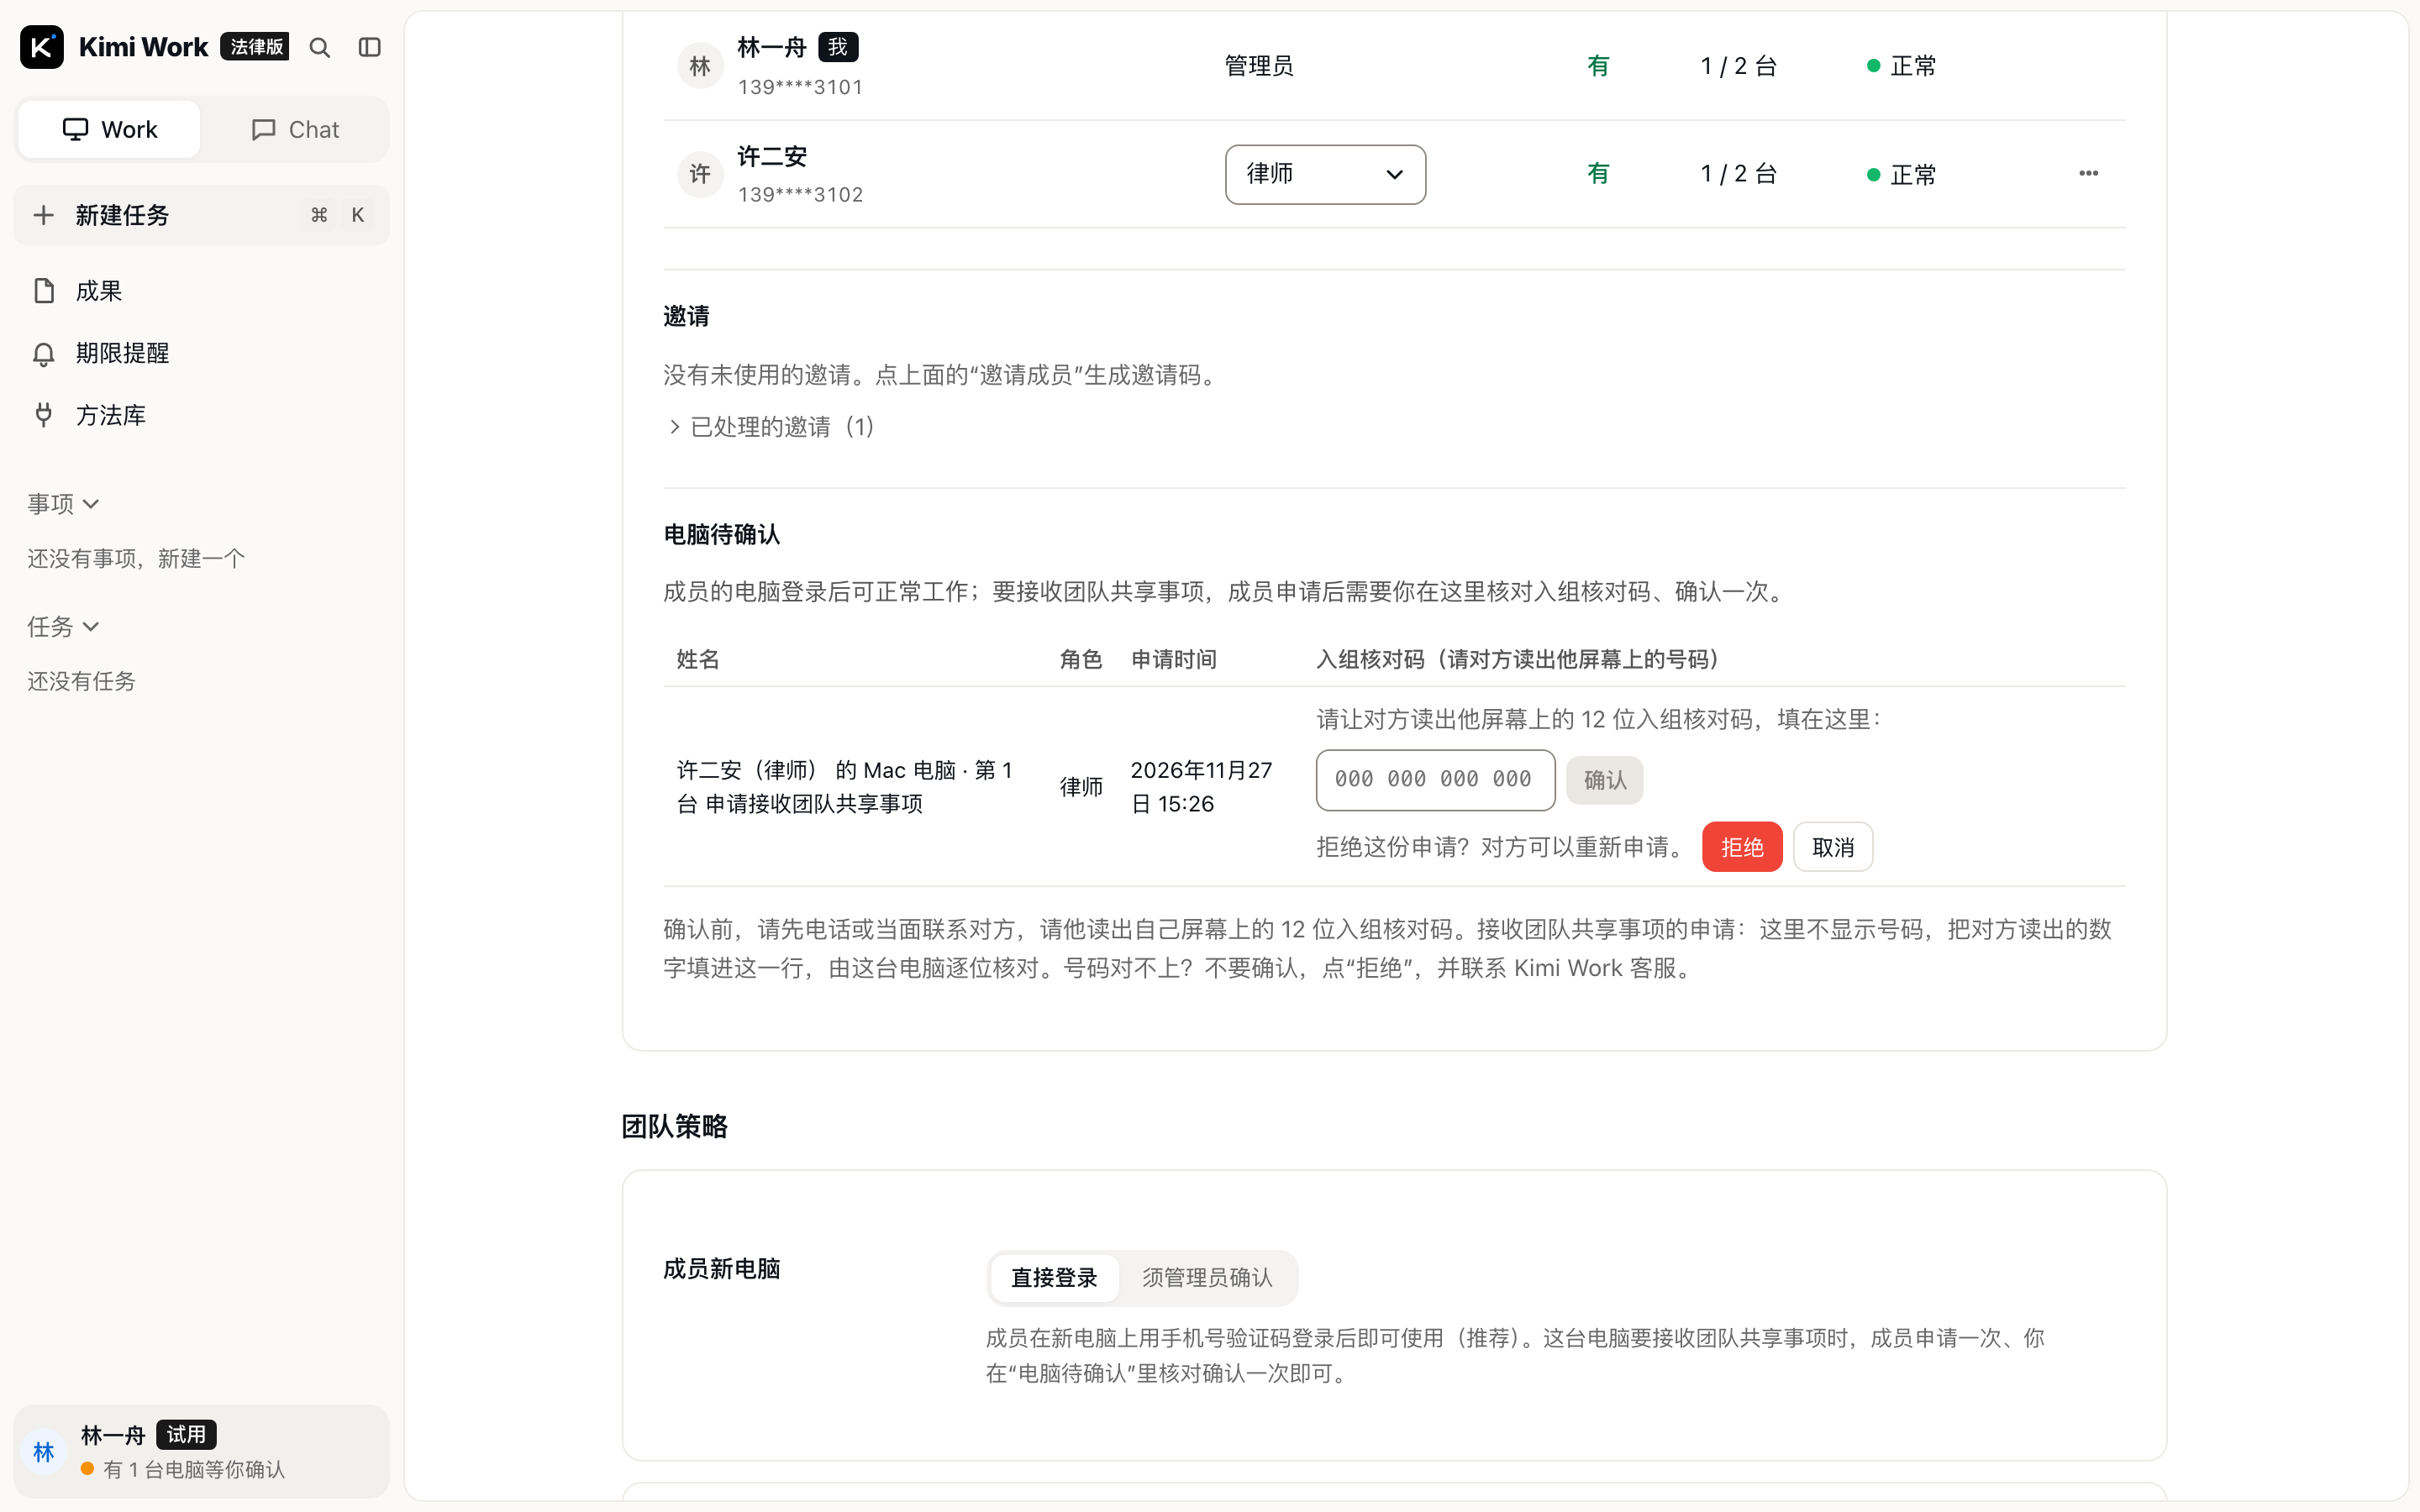 Kimi Work 法律版
Work
Chat
新建任务 ⌘ K
成果
期限提醒
方法库
事项
还没有事项，新建一个
任务
还没有任务
林
林一舟 试用
有 1 台电脑等你确认
林
林一舟 我
139****3101
管理员
有
1 / 2 台
正常
许
许二安
139****3102
律师
有
1 / 2 台
正常
邀请
没有未使用的邀请。点上面的“邀请成员”生成邀请码。
已处理的邀请（1）
电脑待确认
成员的电脑登录后可正常工作；要接收团队共享事项，成员申请后需要你在这里核对入组核对码、确认一次。
姓名 角色 申请时间 入组核对码（请对方读出他屏幕上的号码）
许二安（律师） 的 Mac 电脑 · 第 1
台 申请接收团队共享事项
律师
2026年11月27
日 15:26
请让对方读出他屏幕上的 12 位入组核对码，填在这里：
000 000 000 000 确认
拒绝这份申请？对方可以重新申请。 拒绝 取消
确认前，请先电话或当面联系对方，请他读出自己屏幕上的 12 位入组核对码。接收团队共享事项的申请：这里不显示号码，把对方读出的数
字填进这一行，由这台电脑逐位核对。号码对不上？不要确认，点“拒绝”，并联系 Kimi Work 客服。
团队策略
成员新电脑
直接登录 须管理员确认
成员在新电脑上用手机号验证码登录后即可使用（推荐）。这台电脑要接收团队共享事项时，成员申请一次、你
在“电脑待确认”里核对确认一次即可。